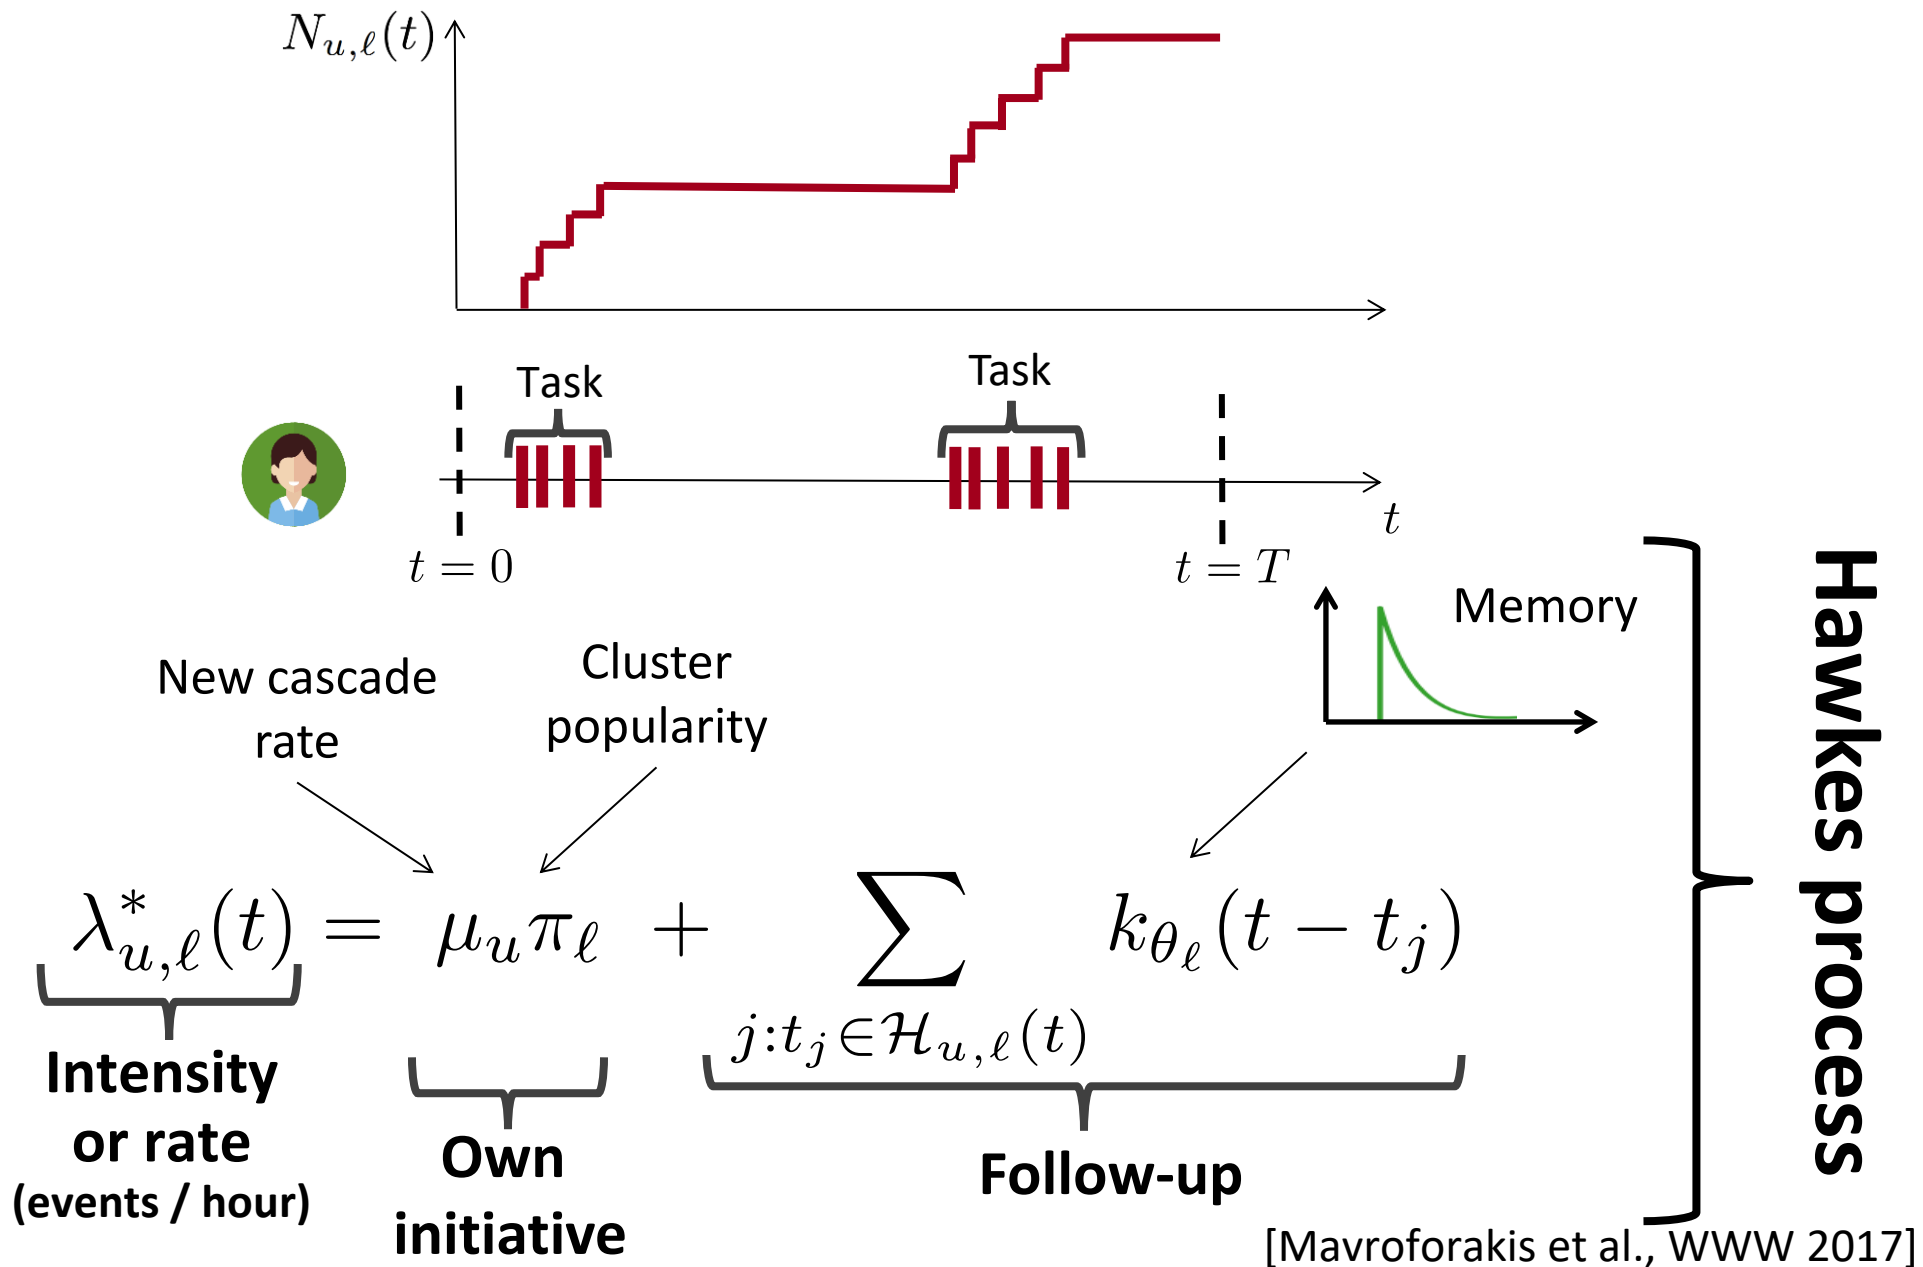 N_{u,ℓ}(t)
Task
Task
t
t = 0
t = T
Memory
New cascade
rate
Cluster
popularity
λ*_{u,ℓ}(t) = μ_u π_ℓ + ∑ k_{θ_ℓ}(t − t_j)
j:t_j∈ℋ_{u,ℓ}(t)
Intensity
or rate
(events / hour)
Own
initiative
Follow-up
Hawkes process
[Mavroforakis et al., WWW 2017]